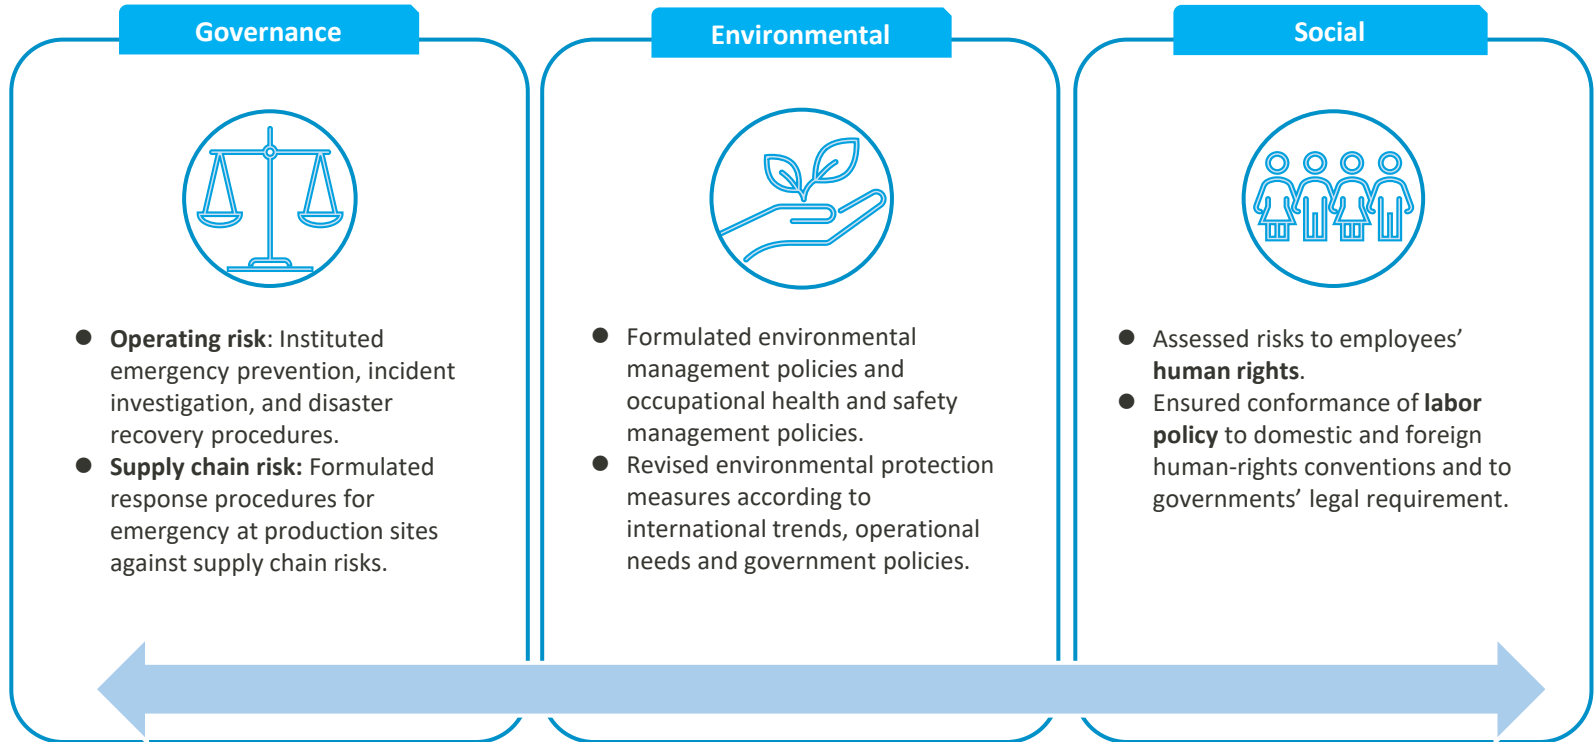 Governance
● Operating risk: Instituted
emergency prevention, incident
investigation, and disaster
recovery procedures.
● Supply chain risk: Formulated
response procedures for
emergency at production sites
against supply chain risks.
Environmental
● Formulated environmental
management policies and
occupational health and safety
management policies.
● Revised environmental protection
measures according to
international trends, operational
needs and government policies.
Social
● Assessed risks to employees’
human rights.
● Ensured conformance of labor
policy to domestic and foreign
human-rights conventions and to
governments’ legal requirement.